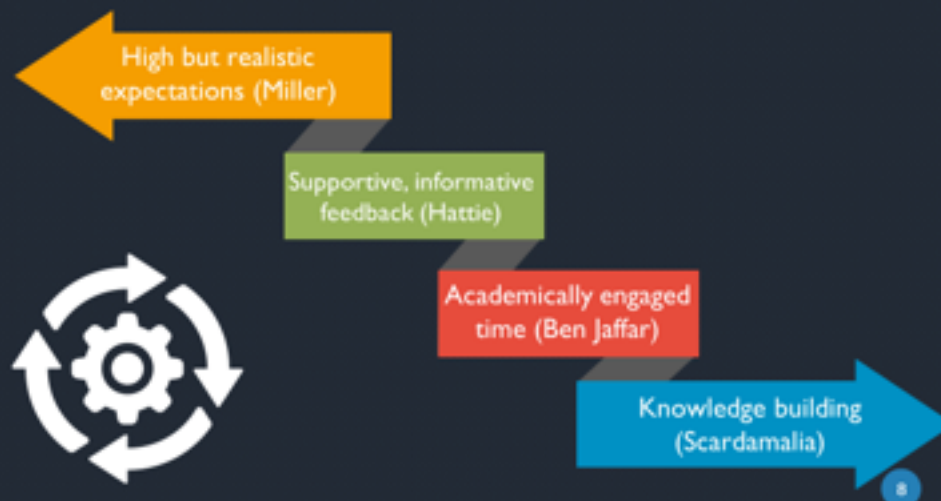 High but realistic
expectations (Miller)
Supportive, informative
feedback (Hattie)
Academically engaged
time (Ben Jaffar)
Knowledge building
(Scardamalia)
8